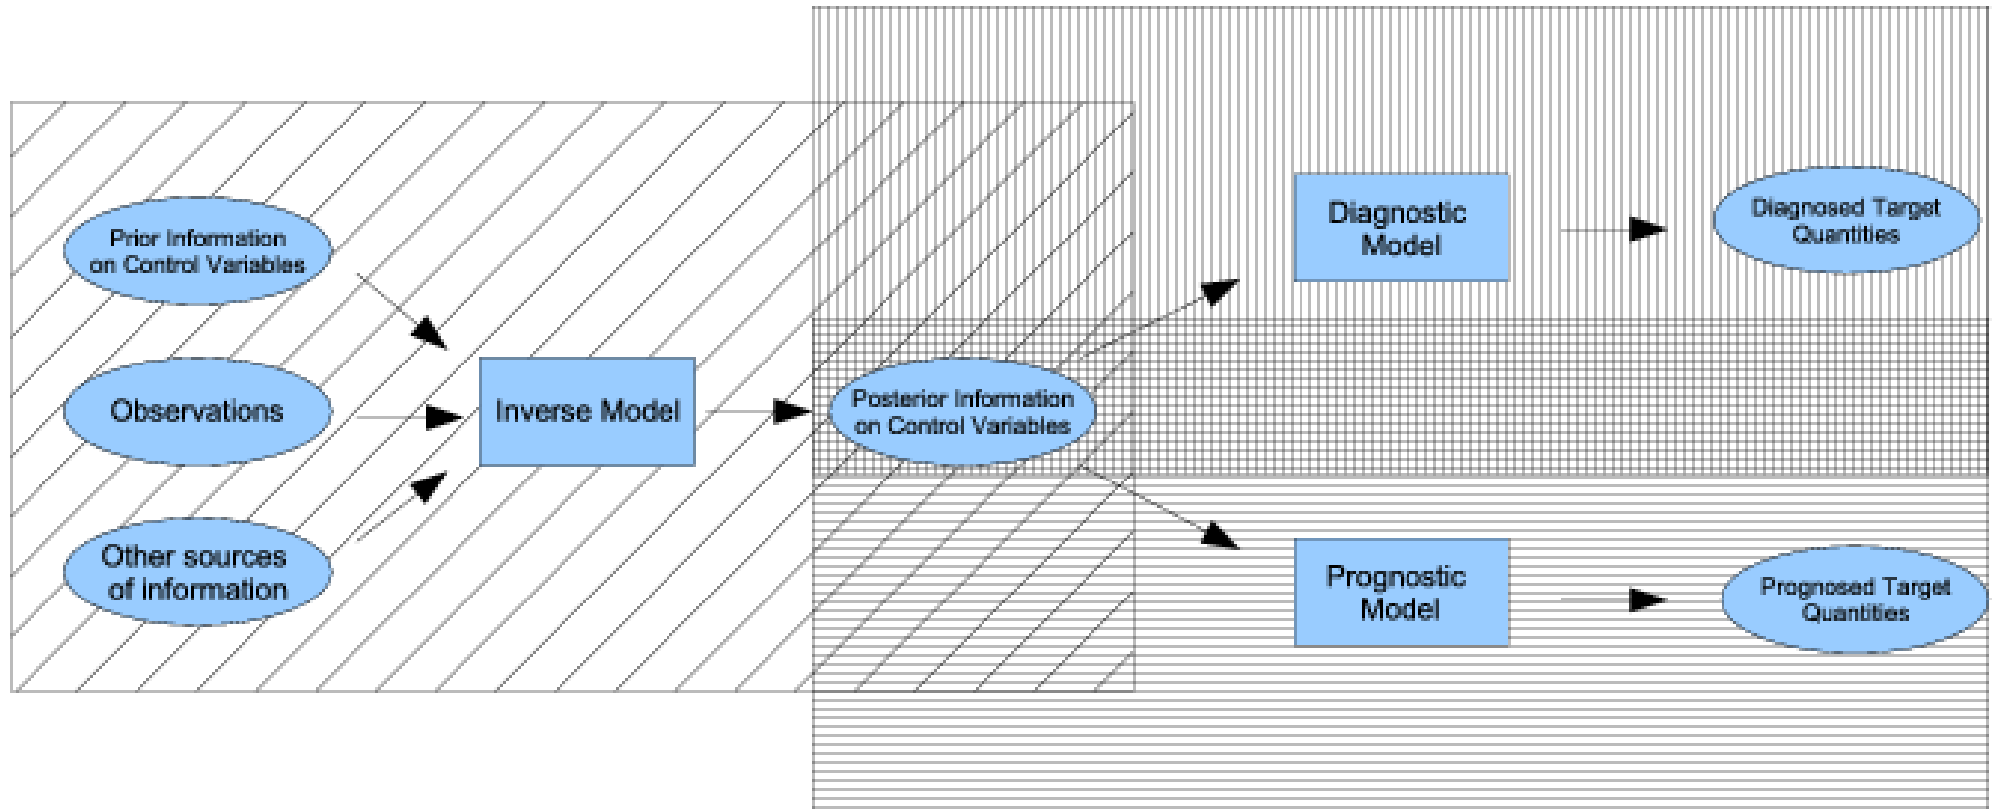 Prior Information
on Control Variables
Observations
Other sources
of information
Inverse Model
Posterior Information
on Control Variables
Diagnostic
Model
Diagnosed Target
Quantities
Prognostic
Model
Prognosed Target
Quantities